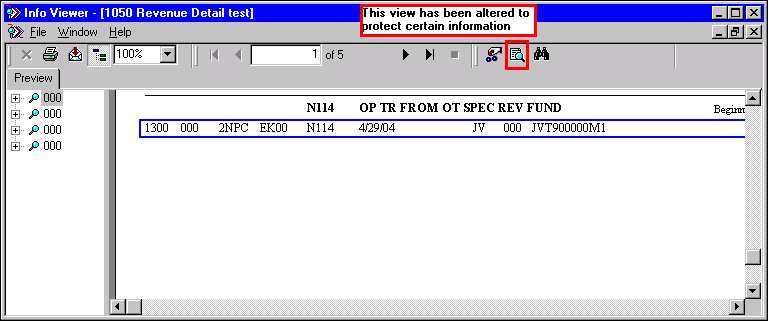 Info Viewer - [1050 Revenue Detail test]
This view has been altered to
protect certain information
File Window Help
100% 1 of 5
Preview
000
000
000
000
N114 OP TR FROM OT SPEC REV FUND
1300 000 2NPC EK00 N114 4/29/04 JV 000 JVT900000M1